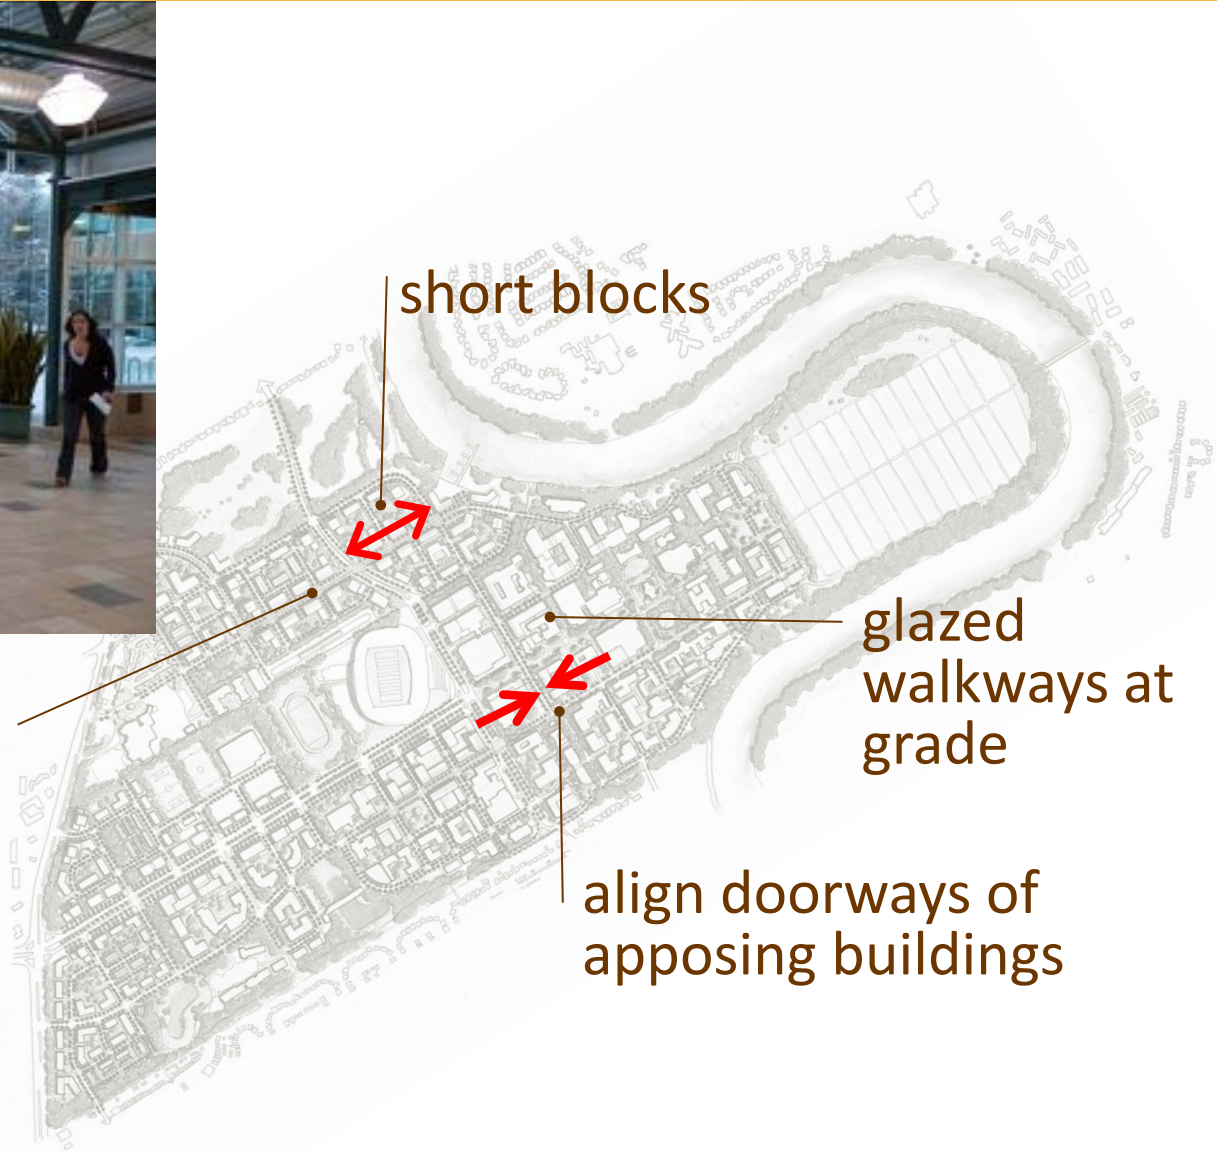 short blocks
glazed
walkways at
grade
align doorways of
apposing buildings